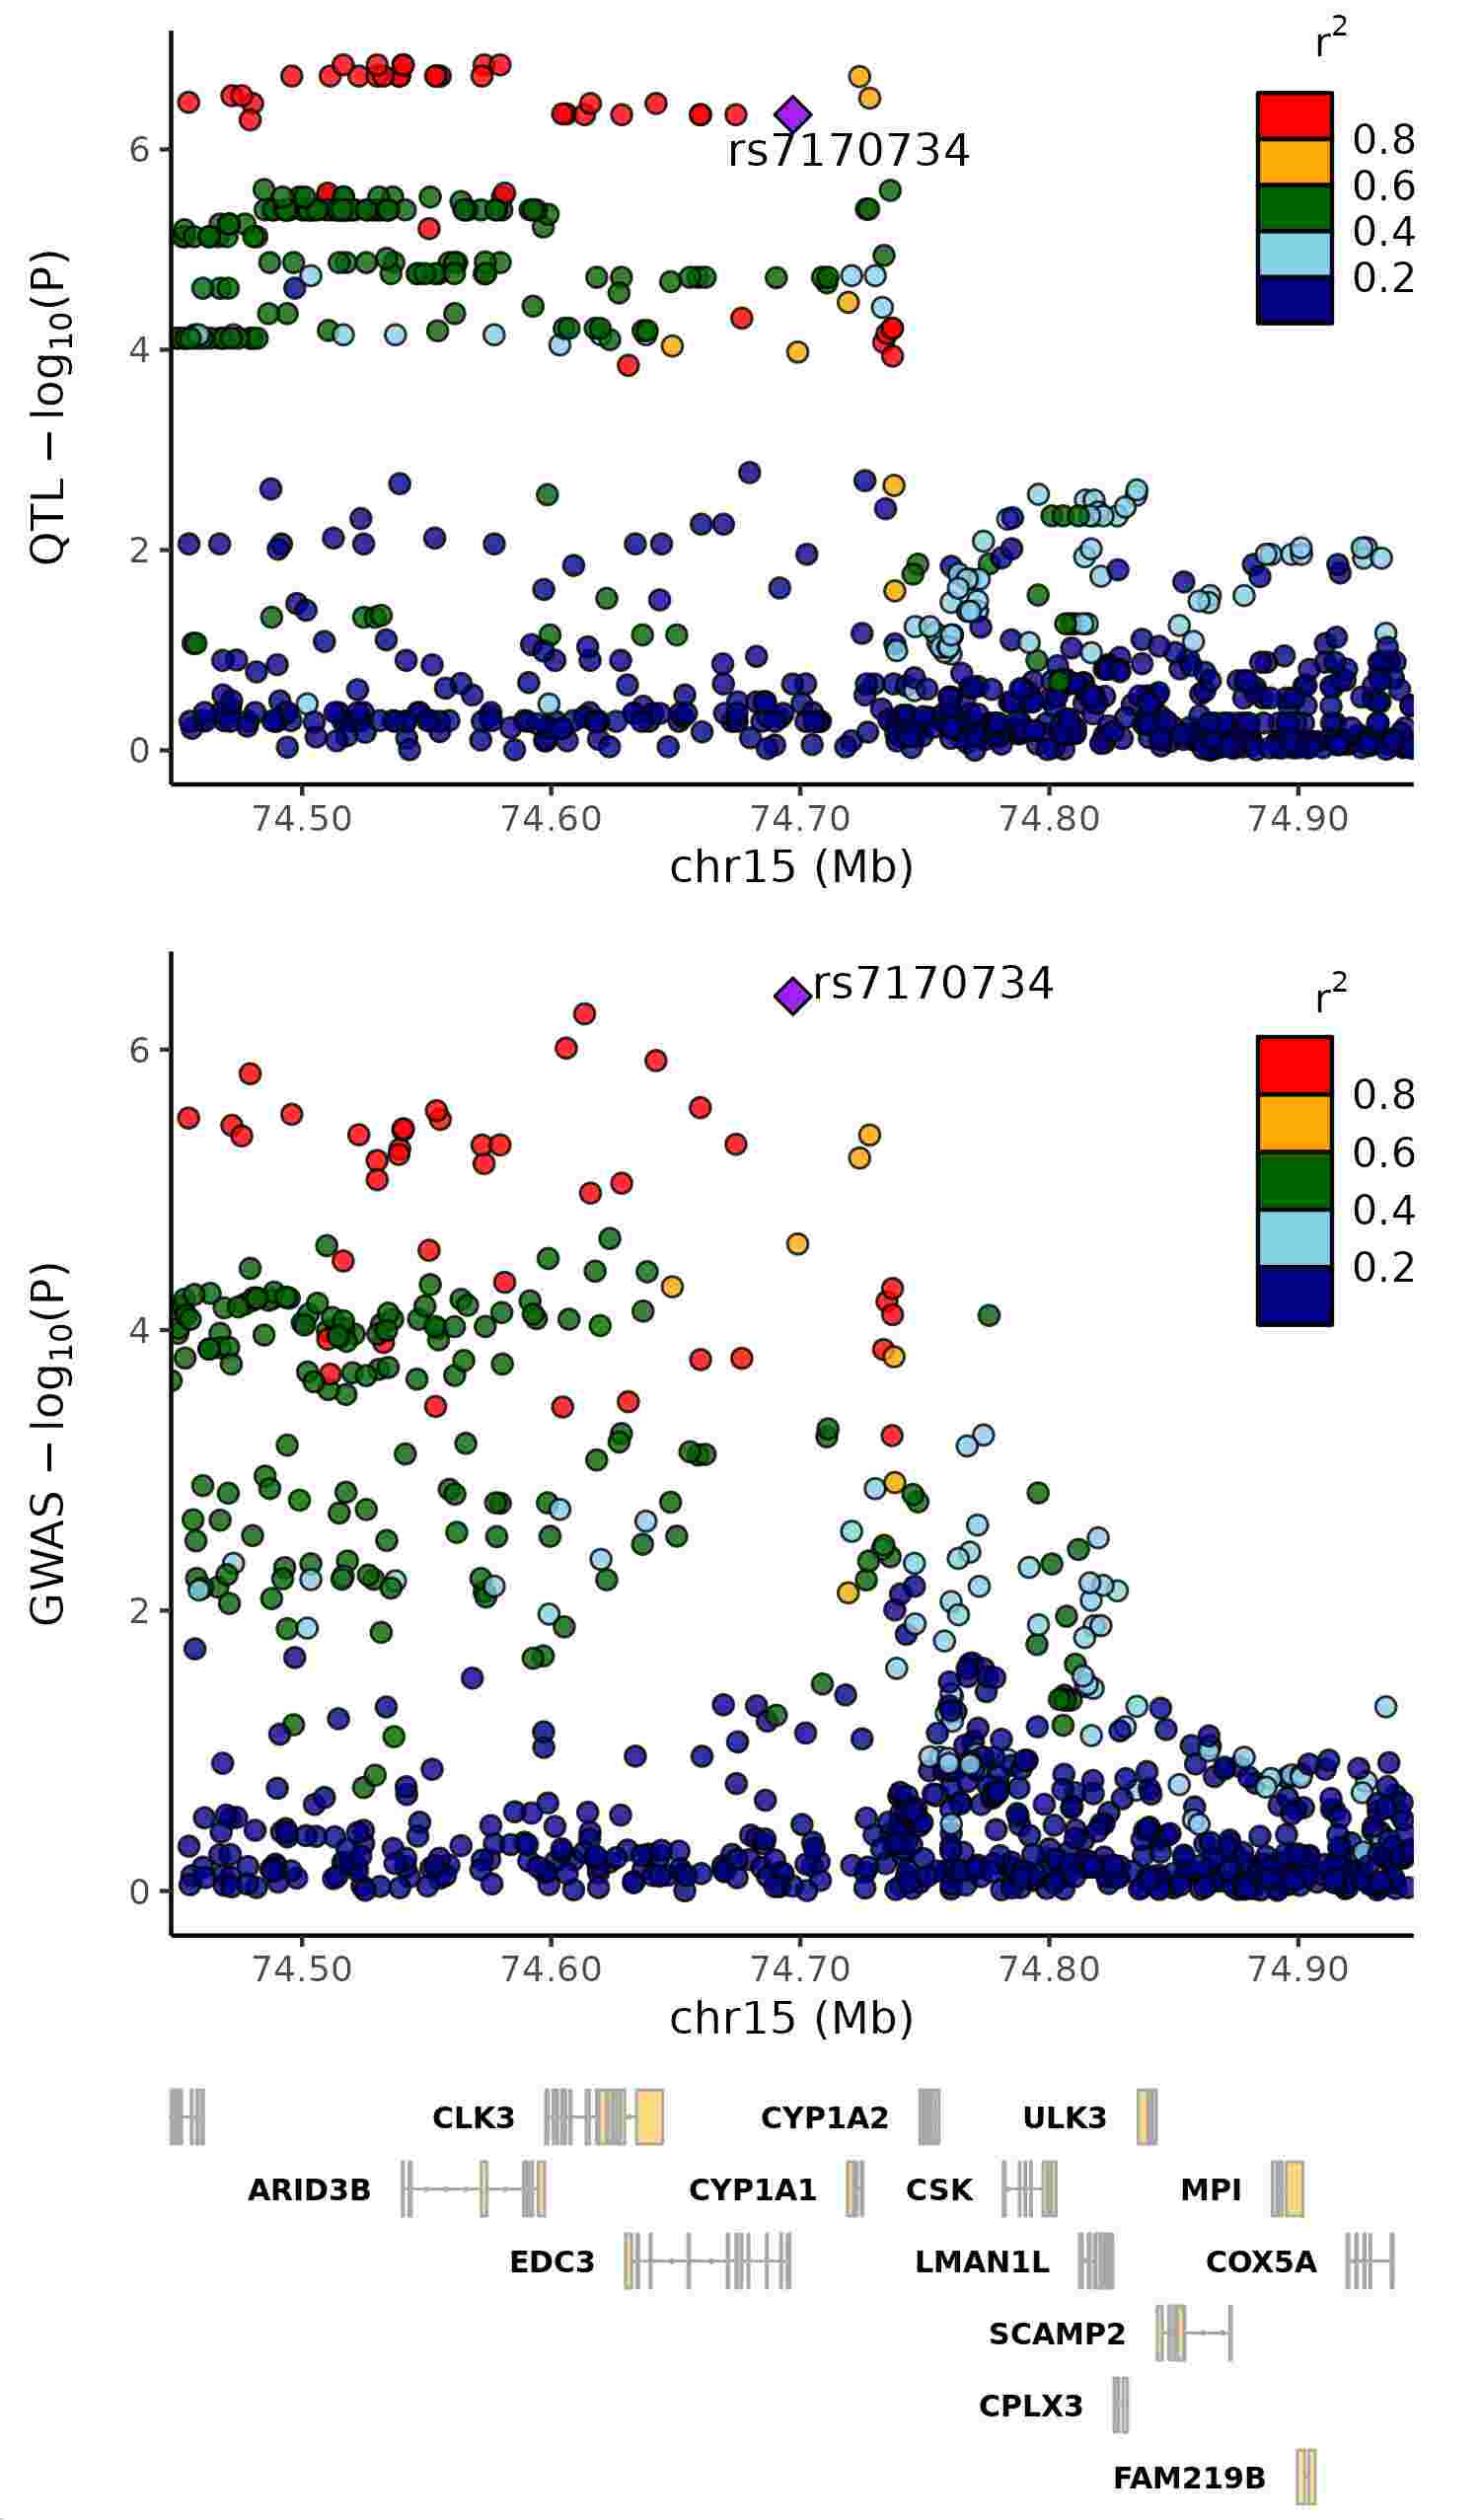 r²
0.8
0.6
0.4
0.2
rs7170734
6
4
2
0
QTL − log₁₀(P)
74.50 74.60 74.70 74.80 74.90
chr15 (Mb)
rs7170734
r²
0.8
0.6
0.4
0.2
6
4
2
0
GWAS − log₁₀(P)
74.50 74.60 74.70 74.80 74.90
chr15 (Mb)
CLK3 CYP1A2 ULK3
ARID3B CYP1A1 CSK MPI
EDC3 LMAN1L COX5A
SCAMP2
CPLX3
FAM219B